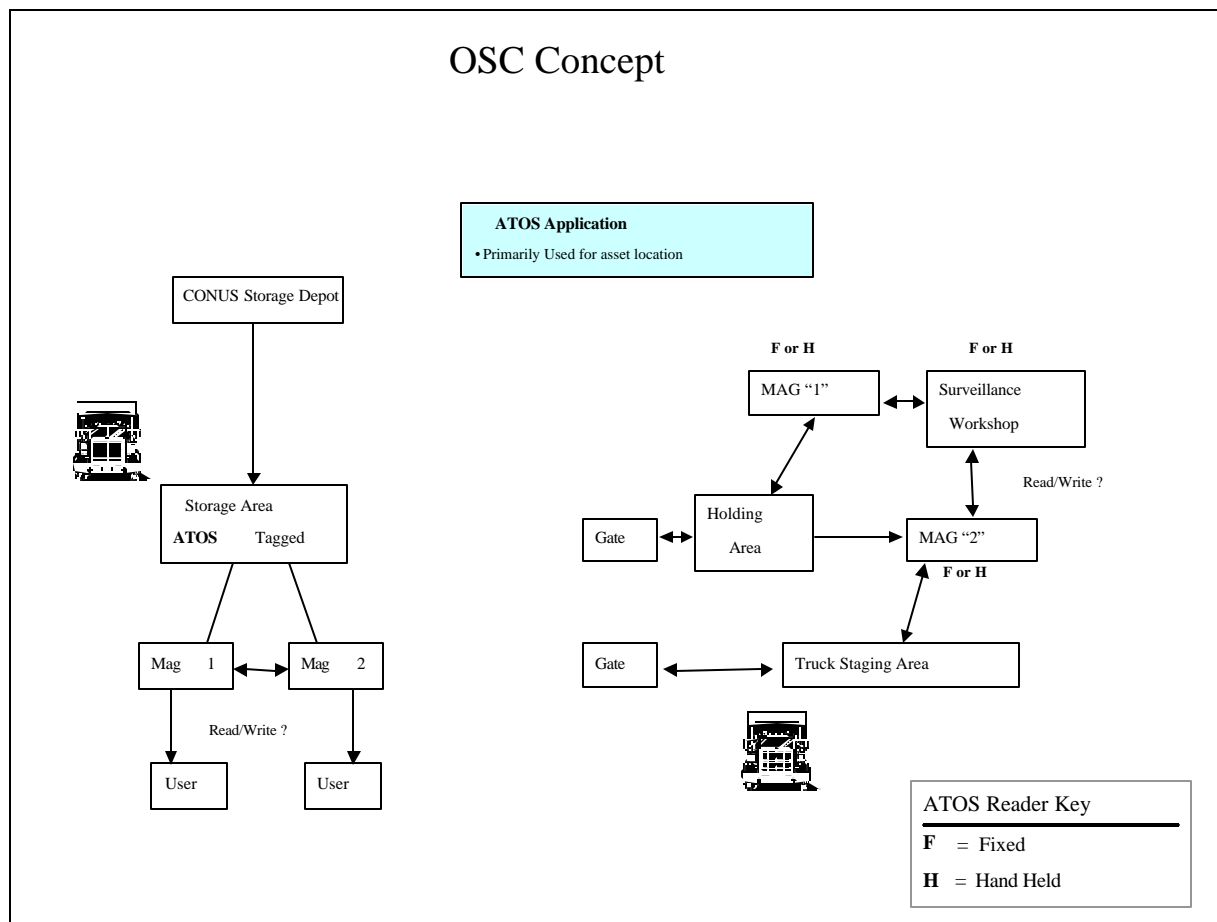 OSC Concept
ATOS Application
• Primarily Used for asset location
CONUS Storage Depot
Storage Area
ATOS Tagged
Mag 1
Mag 2
Read/Write ?
User
User
F or H
F or H
MAG “1”
Surveillance
Workshop
Read/Write ?
Gate
Holding
Area
MAG “2”
F or H
Gate
Truck Staging Area
ATOS Reader Key
F = Fixed
H = Hand Held